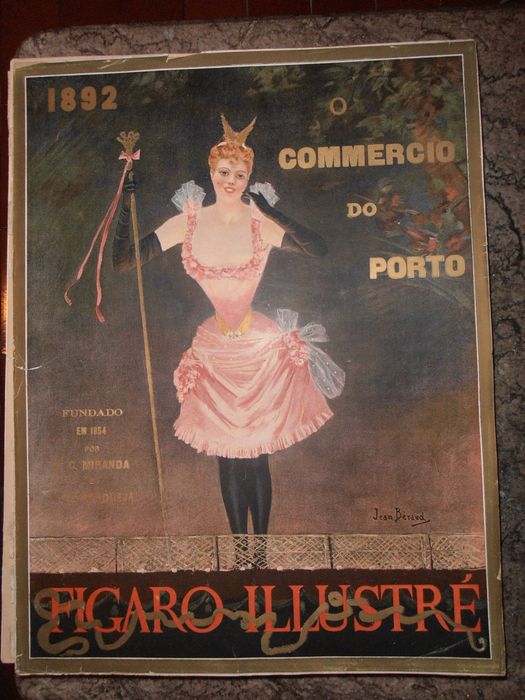 1892
O
COMMERCIO
DO
PORTO
FUNDADO
EM 1854
POR
MIRANDA
E
Jean Béraud
FIGARO ILLUSTRÉ